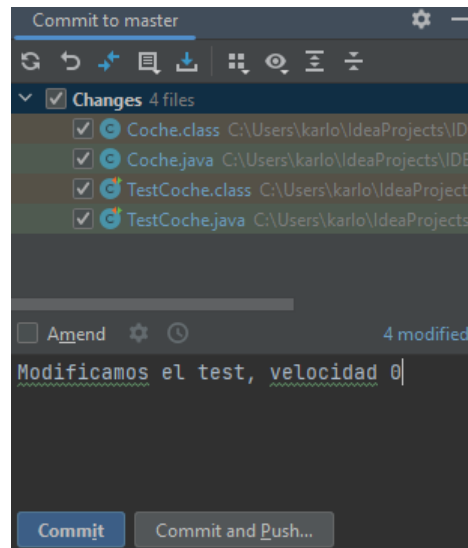 Commit to master
Changes 4 files
Coche.class C:\Users\karlo\IdeaProjects\ID
Coche.java C:\Users\karlo\IdeaProjects\IDE
TestCoche.class C:\Users\karlo\IdeaProject
TestCoche.java C:\Users\karlo\IdeaProjects
Amend 4 modified
Modificamos el test, velocidad 0
Commit Commit and Push...